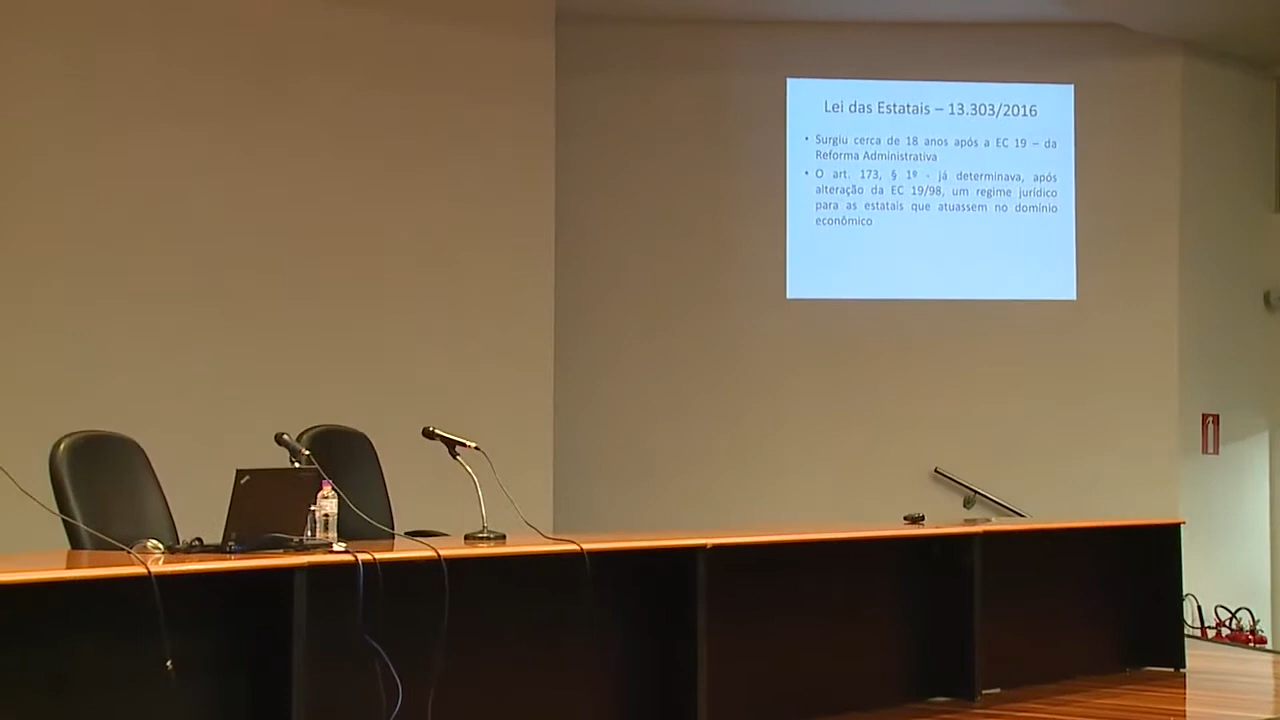 Lei das Estatais – 13.303/2016
• Surgiu cerca de 18 anos após a EC 19 – da
Reforma Administrativa
• O art. 173, § 1º - já determinava, após
alteração da EC 19/98, um regime jurídico
para as estatais que atuassem no domínio
econômico